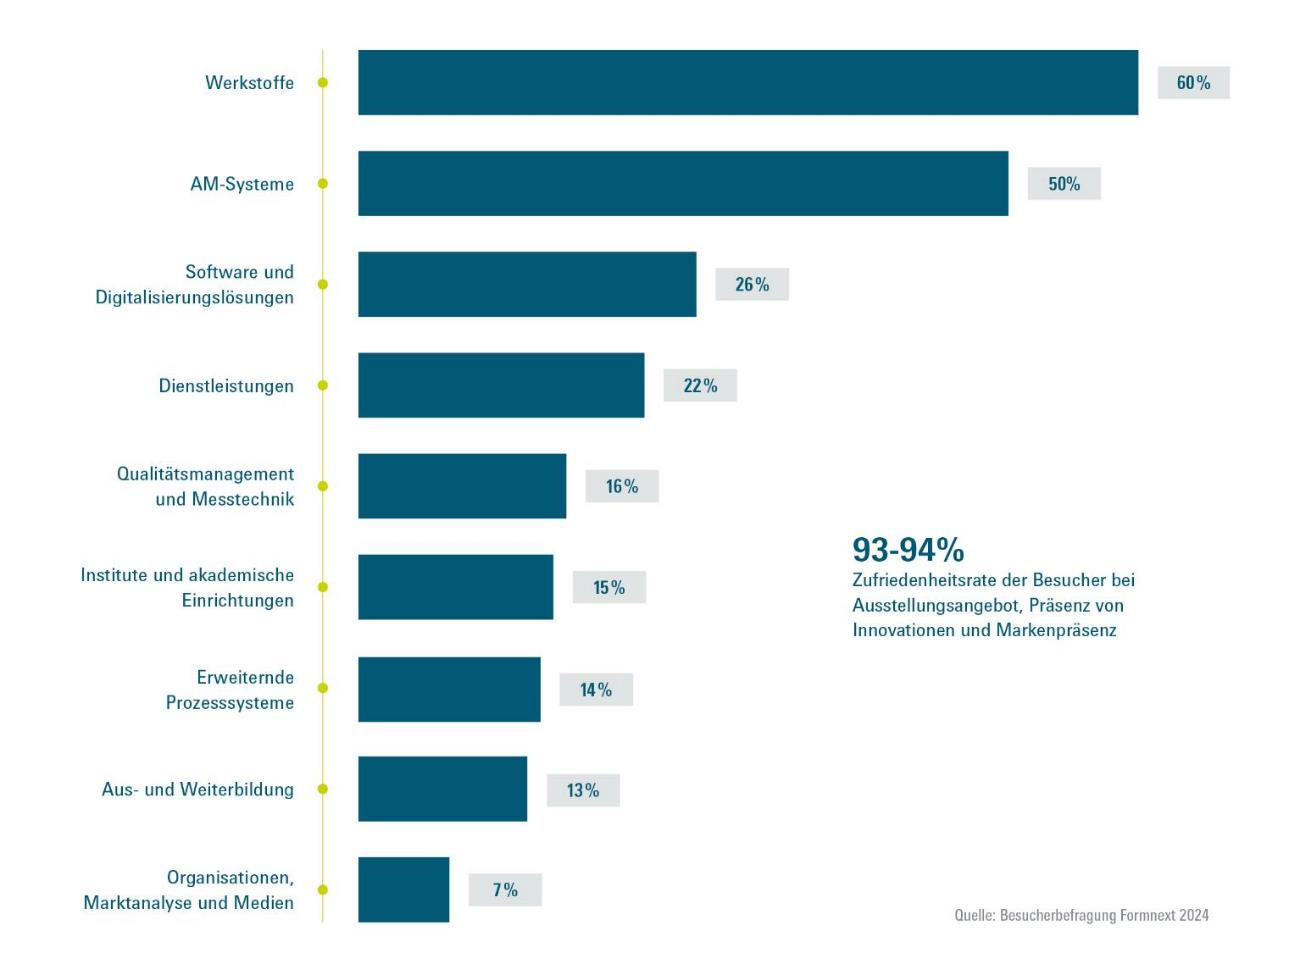 Werkstoffe
60%
AM-Systeme
50%
Software und
Digitalisierungslösungen
26%
Dienstleistungen
22%
Qualitätsmanagement
und Messtechnik
16%
Institute und akademische
Einrichtungen
15%
Erweiternde
Prozesssysteme
14%
Aus- und Weiterbildung
13%
Organisationen,
Marktanalyse und Medien
7%
93-94%
Zufriedenheitsrate der Besucher bei
Ausstellungsangebot, Präsenz von
Innovationen und Markenpräsenz
Quelle: Besucherbefragung Formnext 2024